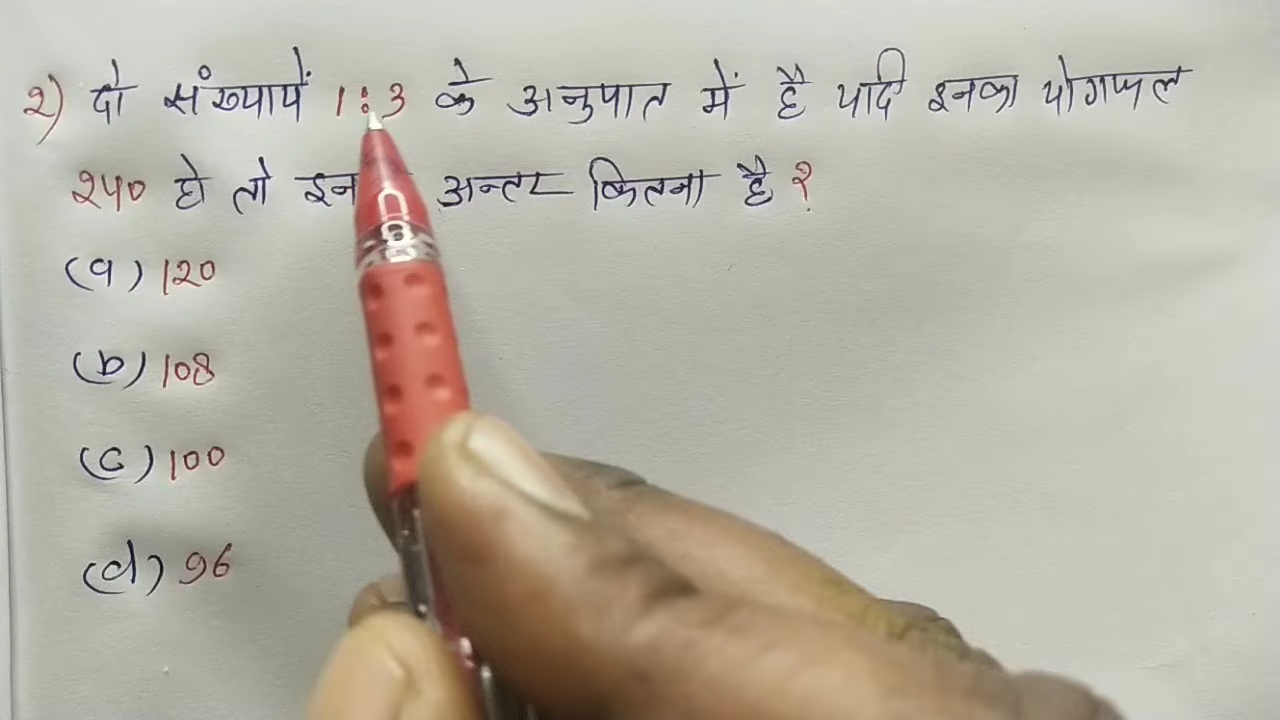 2) दो संख्यायें 1:3 के अनुपात में है यदि इनका योगफल
240 हो तो इन अन्तर कितना है ?
(a) 120
(b) 108
(c) 100
(d) 96